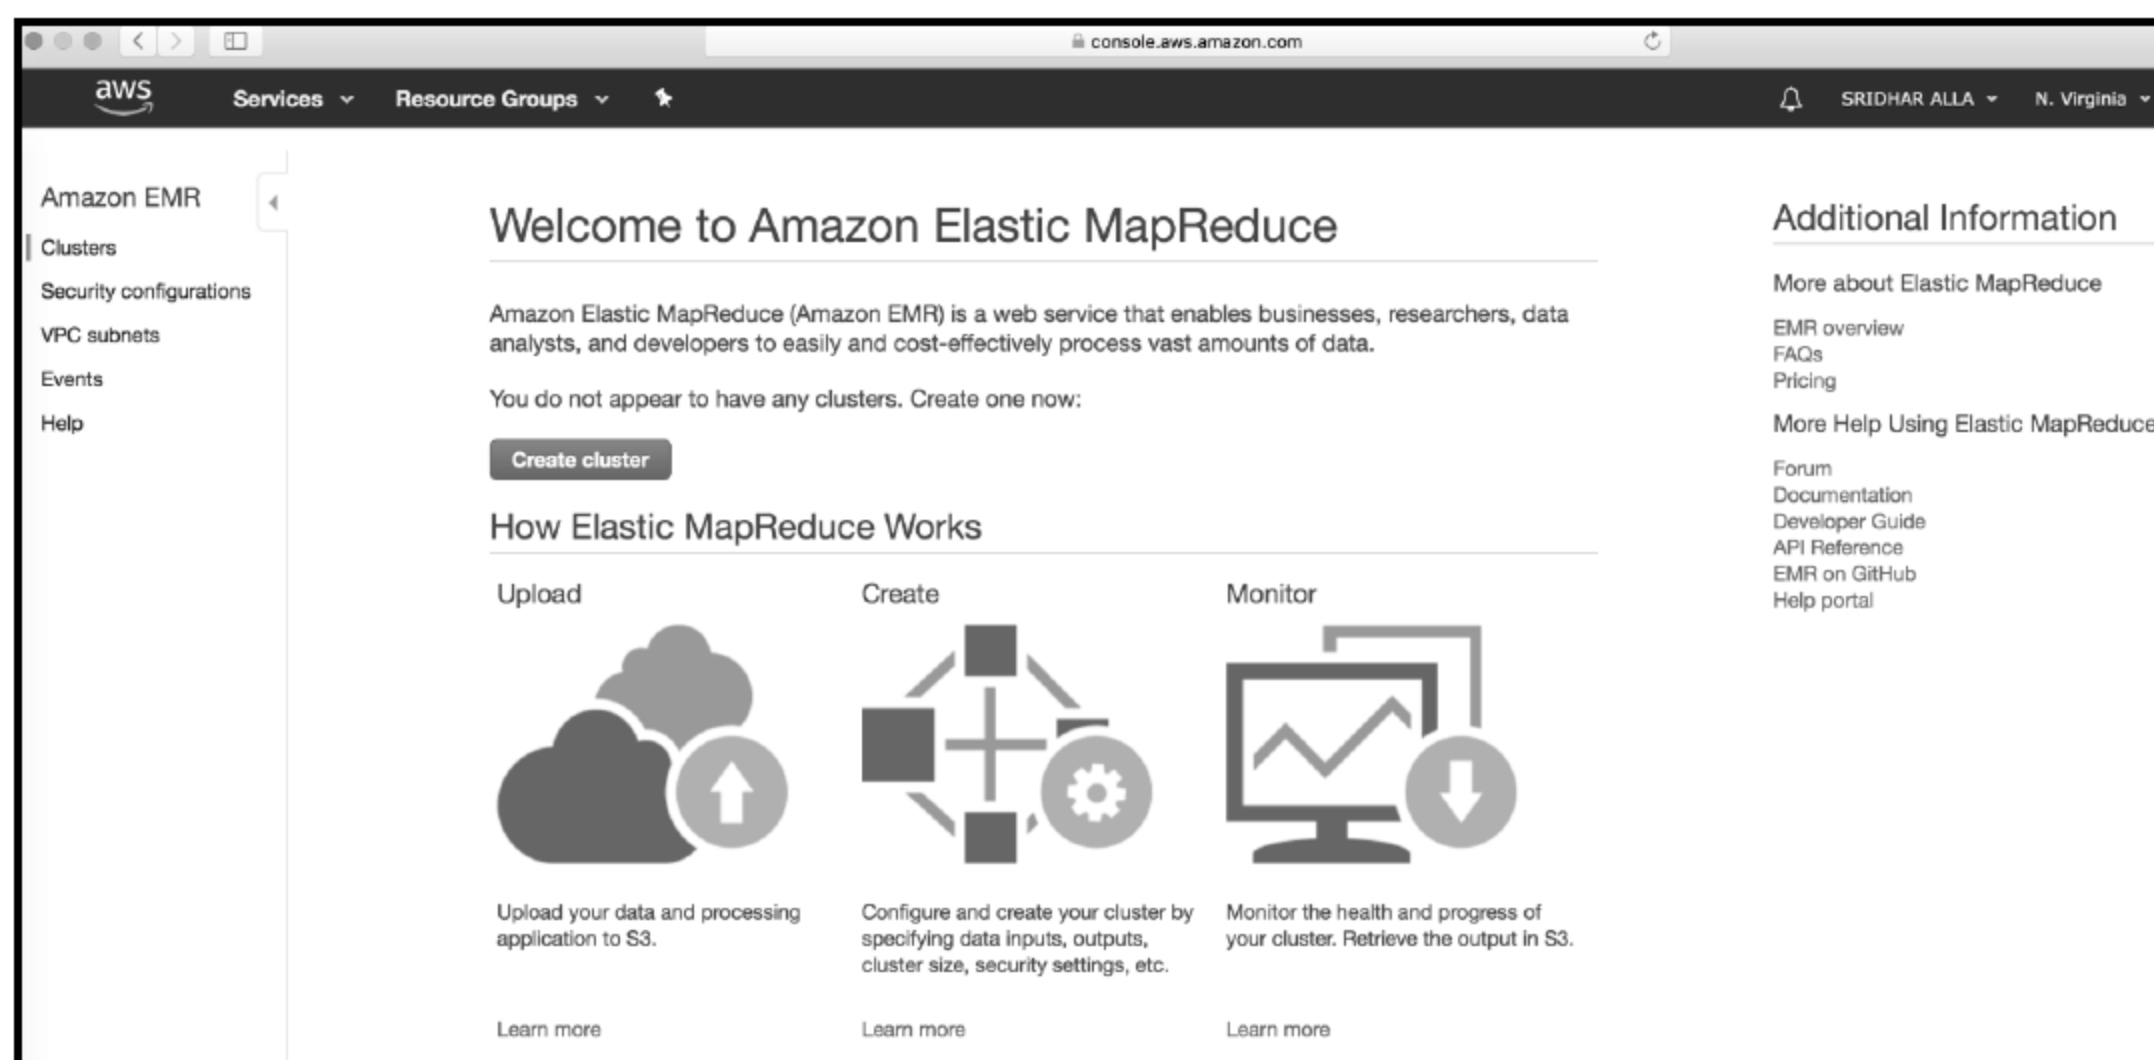 console.aws.amazon.com
aws Services Resource Groups SRIDHAR ALLA N. Virginia
Amazon EMR
Clusters
Security configurations
VPC subnets
Events
Help
Welcome to Amazon Elastic MapReduce
Amazon Elastic MapReduce (Amazon EMR) is a web service that enables businesses, researchers, data
analysts, and developers to easily and cost-effectively process vast amounts of data.
You do not appear to have any clusters. Create one now:
Create cluster
How Elastic MapReduce Works
Upload
Upload your data and processing
application to S3.
Learn more
Create
Configure and create your cluster by
specifying data inputs, outputs,
cluster size, security settings, etc.
Learn more
Monitor
Monitor the health and progress of
your cluster. Retrieve the output in S3.
Learn more
Additional Information
More about Elastic MapReduce
EMR overview
FAQs
Pricing
More Help Using Elastic MapReduce
Forum
Documentation
Developer Guide
API Reference
EMR on GitHub
Help portal